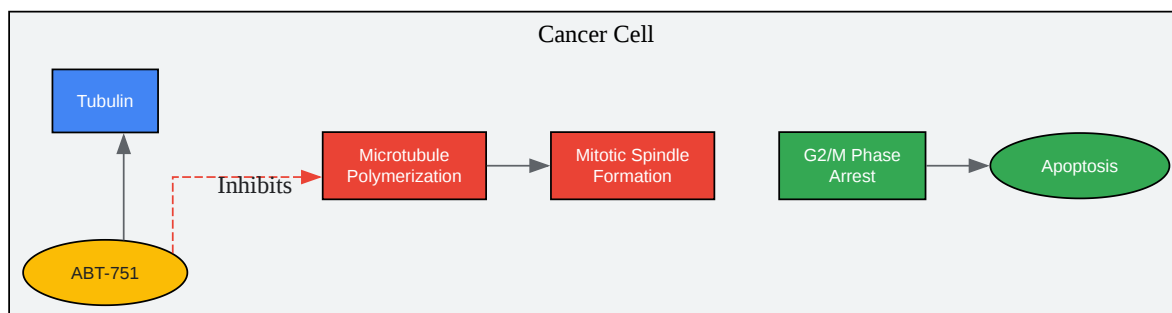 Cancer Cell
Tubulin
ABT-751
Inhibits
Microtubule
Polymerization
Mitotic Spindle
Formation
G2/M Phase
Arrest
Apoptosis